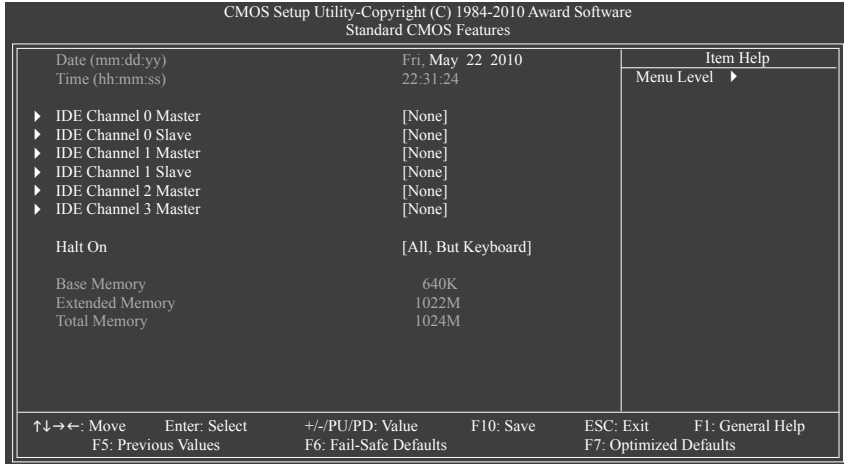 CMOS Setup Utility-Copyright (C) 1984-2010 Award Software
Standard CMOS Features
Date (mm:dd:yy) Fri, May 22 2010
Time (hh:mm:ss) 22:31:24
IDE Channel 0 Master [None]
IDE Channel 0 Slave [None]
IDE Channel 1 Master [None]
IDE Channel 1 Slave [None]
IDE Channel 2 Master [None]
IDE Channel 3 Master [None]
Halt On [All, But Keyboard]
Base Memory 640K
Extended Memory 1022M
Total Memory 1024M
Item Help
Menu Level ▶
↑↓→←: Move Enter: Select +/-/PU/PD: Value F10: Save ESC: Exit F1: General Help
F5: Previous Values F6: Fail-Safe Defaults F7: Optimized Defaults